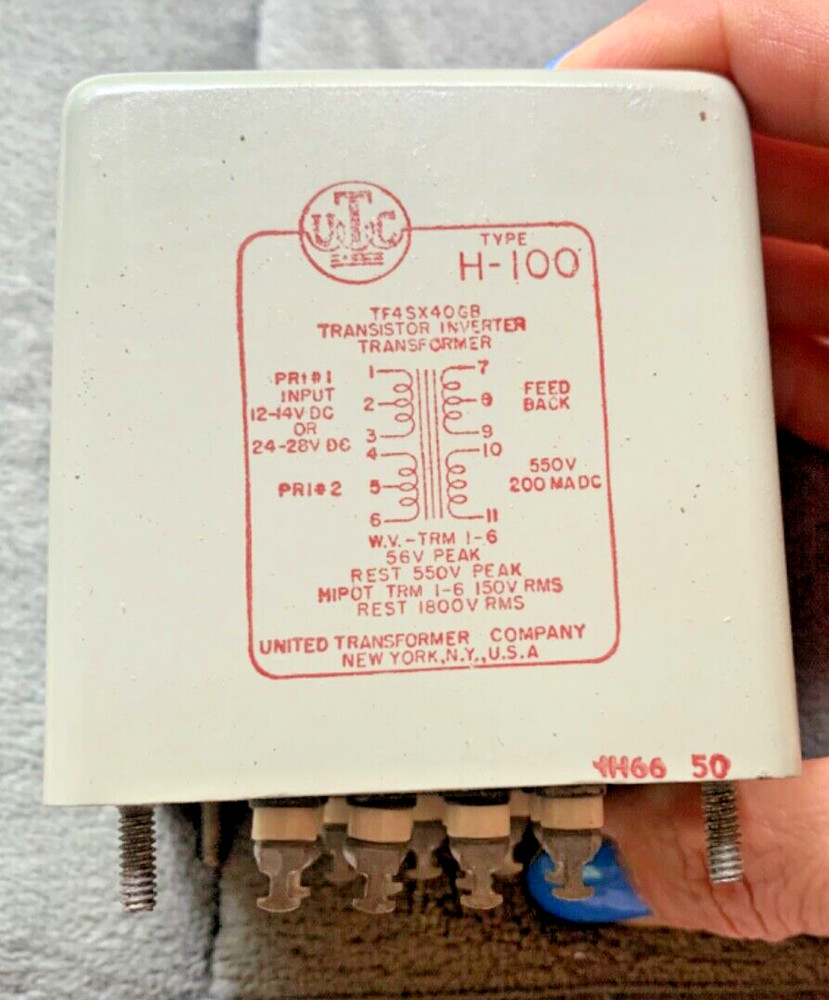 UTC
TYPE
H-100
TF4SX40GB
TRANSISTOR INVERTER
TRANSFORMER
PRI#1
INPUT
12-14V DC
OR
24-28V DC
PRI#2
1
2
3
4
5
6
7
8
9
10
11
FEED
BACK
550V
200 MADC
W.V.-TRM 1-6
56V PEAK
REST 550V PEAK
HIPOT TRM 1-6 150V RMS
REST 1800V RMS
UNITED TRANSFORMER COMPANY
NEW YORK,N.Y.,U.S.A
50